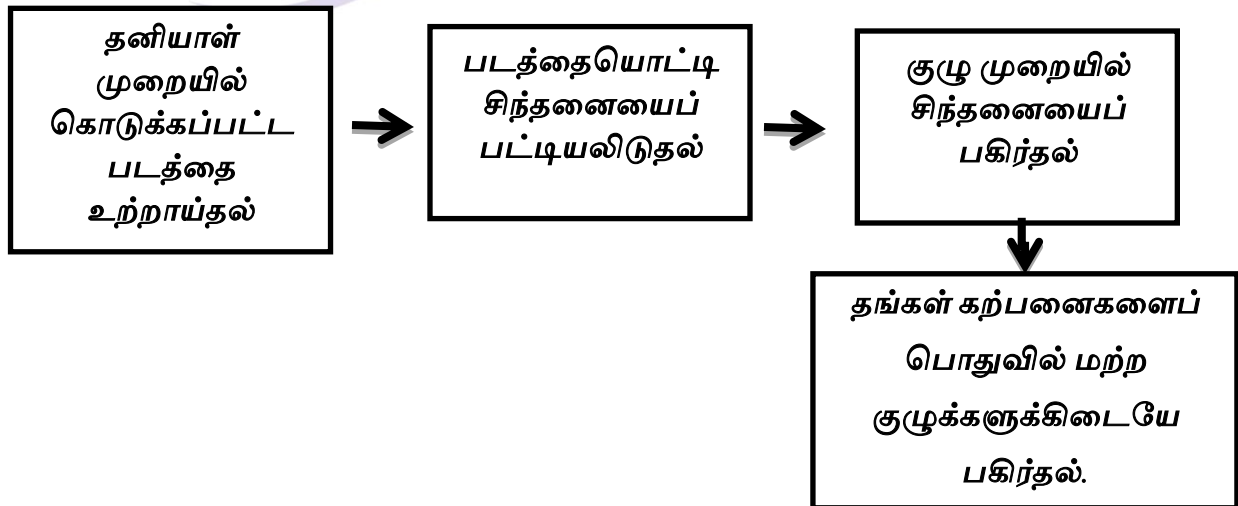 தனியாள்
முறையில்
கொடுக்கப்பட்ட
படத்தை
உற்றாய்தல்
படத்தையொட்டி
சிந்தனையைப்
பட்டியலிடுதல்
குழு முறையில்
சிந்தனையைப்
பகிர்தல்
தங்கள் கற்பனைகளைப்
பொதுவில் மற்ற
குழுக்களுக்கிடையே
பகிர்தல்.